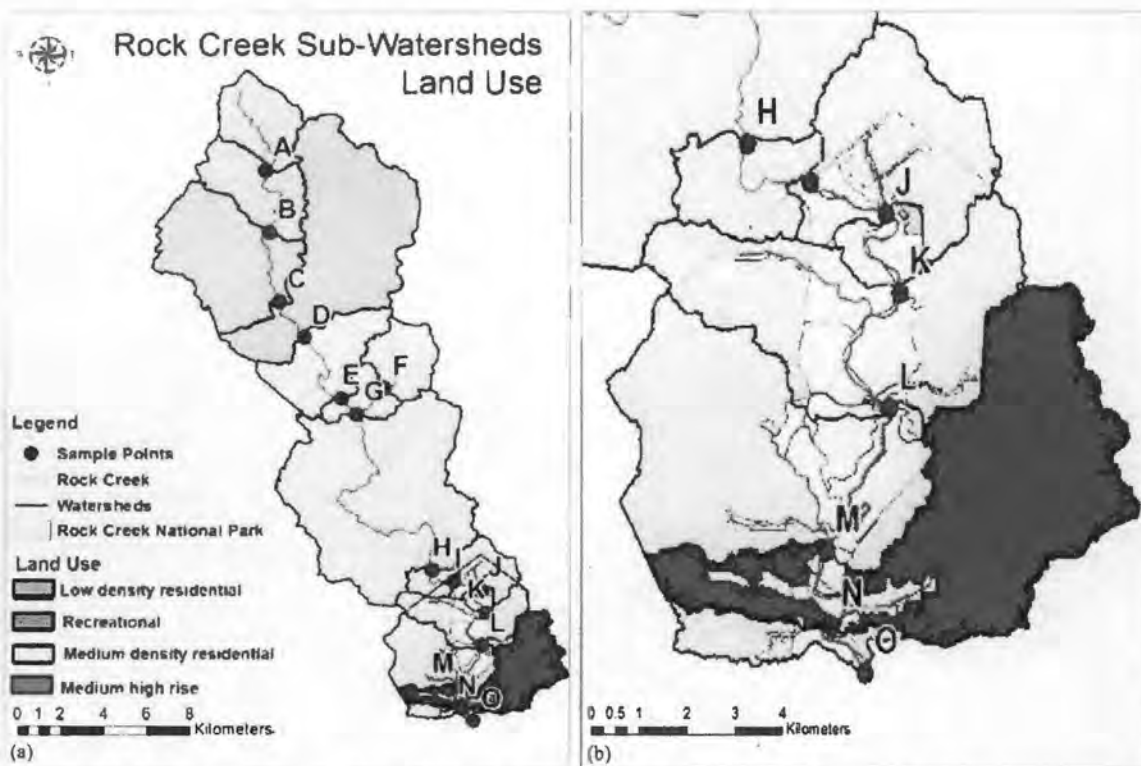 Rock Creek Sub-Watersheds
Land Use
A
B
C
D
E
F
G
H
I
J
K
L
M
N
O
Legend
Sample Points
Rock Creek
Watersheds
Rock Creek National Park
Land Use
Low density residential
Recreational
Medium density residential
Medium high rise
0 1 2 4 6 8
Kilometers
(a)
H
I
J
K
L
M
N
O
0 0.5 1 2 3 4
Kilometers
(b)